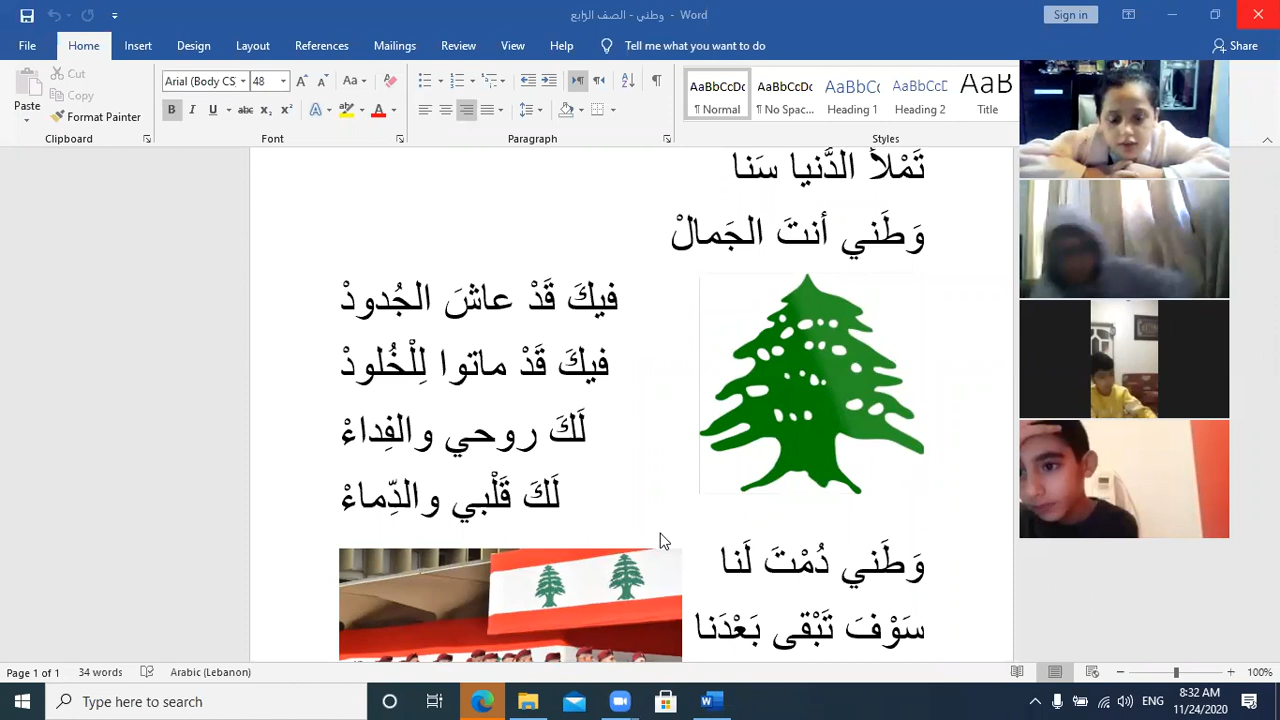 وطني - الصف الرابع - Word
Sign in
File Home Insert Design Layout References Mailings Review View Help Tell me what you want to do Share
Paste
Cut
Copy
Format Painter
Clipboard
Arial (Body CS 48
Font
Paragraph
AaBbCcDc AaBbCcDc AaBbCc AaBbCcD AaB
¶ Normal ¶ No Spac... Heading 1 Heading 2 Title
Styles
تَمْلأُ الدَّنيا سَنا
وَطَني أنتَ الجَمالْ
فيكَ قَدْ عاشَ الجُدودْ
فيكَ قَدْ ماتوا لِلْخُلودْ
لَكَ روحي والفِداءْ
لَكَ قَلْبي والدِّماءْ
وَطَني دُمْتَ لَنا
سَوْفَ تَبْقى بَعْدَنا
Page 1 of 1 34 words Arabic (Lebanon) 100%
Type here to search
ENG
8:32 AM
11/24/2020